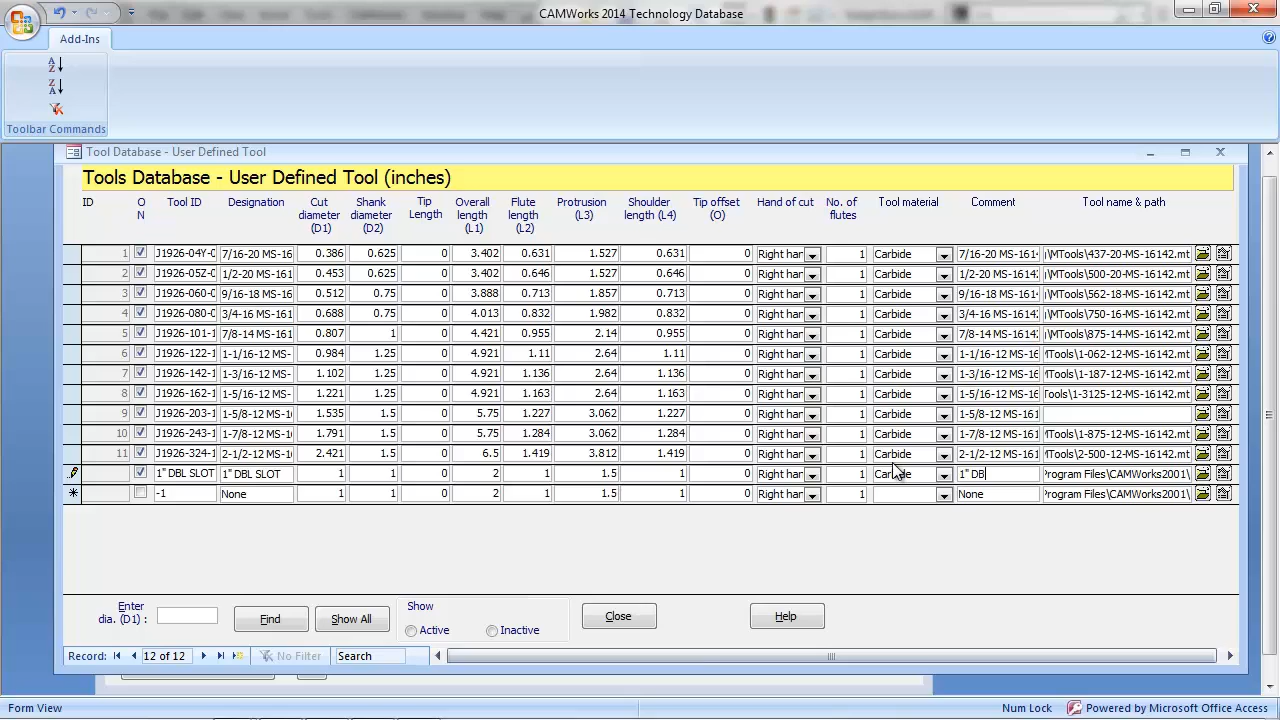 CAMWorks 2014 Technology Database
Add-Ins
Toolbar Commands
Tool Database - User Defined Tool
Tools Database - User Defined Tool (inches)
ID O N Tool ID Designation Cut diameter (D1) Shank diameter (D2) Tip Length Overall length (L1) Flute length (L2) Protrusion (L3) Shoulder length (L4) Tip offset (O) Hand of cut No. of flutes Tool material Comment Tool name & path
1 J1926-04Y-0 7/16-20 MS-16 0.386 0.625 0 3.402 0.631 1.527 0.631 0 Right han 1 Carbide 7/16-20 MS-1614 \MTools\437-20-MS-16142.mt
2 J1926-05Z-0 1/2-20 MS-161 0.453 0.625 0 3.402 0.646 1.527 0.646 0 Right han 1 Carbide 1/2-20 MS-16142 \MTools\500-20-MS-16142.mt
3 J1926-060-0 9/16-18 MS-16 0.512 0.75 0 3.888 0.713 1.857 0.713 0 Right han 1 Carbide 9/16-18 MS-161 \MTools\562-18-MS-16142.mt
4 J1926-080-0 3/4-16 MS-161 0.688 0.75 0 4.013 0.832 1.982 0.832 0 Right han 1 Carbide 3/4-16 MS-1614 \MTools\750-16-MS-16142.mt
5 J1926-101-1 7/8-14 MS-161 0.807 1 0 4.421 0.955 2.14 0.955 0 Right han 1 Carbide 7/8-14 MS-1614 \MTools\875-14-MS-16142.mt
6 J1926-122-1 1-1/16-12 MS- 0.984 1.25 0 4.921 1.11 2.64 1.11 0 Right han 1 Carbide 1-1/16-12 MS-16 MTools\1-062-12-MS-16142.mt
7 J1926-142-1 1-3/16-12 MS- 1.102 1.25 0 4.921 1.136 2.64 1.136 0 Right han 1 Carbide 1-3/16-12 MS-16 MTools\1-187-12-MS-16142.mt
8 J1926-162-1 1-5/16-12 MS- 1.221 1.25 0 4.921 1.163 2.64 1.163 0 Right han 1 Carbide 1-5/16-12 MS-16 Tools\1-3125-12-MS-16142.mt
9 J1926-203-1 1-5/8-12 MS-1 1.535 1.5 0 5.75 1.227 3.062 1.227 0 Right han 1 Carbide 1-5/8-12 MS-161
10 J1926-243-1 1-7/8-12 MS-1 1.791 1.5 0 5.75 1.284 3.062 1.284 0 Right han 1 Carbide 1-7/8-12 MS-161 MTools\1-875-12-MS-16142.mt
11 J1926-324-1 2-1/2-12 MS-1 2.421 1.5 0 6.5 1.419 3.812 1.419 0 Right han 1 Carbide 2-1/2-12 MS-161 MTools\2-500-12-MS-16142.mt
1" DBL SLOT 1" DBL SLOT 1 1 0 2 1 1.5 1 0 Right han 1 Carbide 1" DB Program Files\CAMWorks2001\
-1 None 1 1 0 2 1 1.5 1 0 Right han 1 None Program Files\CAMWorks2001\
Enter dia. (D1) : Find Show All Show Active Inactive Close Help
Record: 12 of 12 No Filter Search
Form View Num Lock Powered by Microsoft Office Access